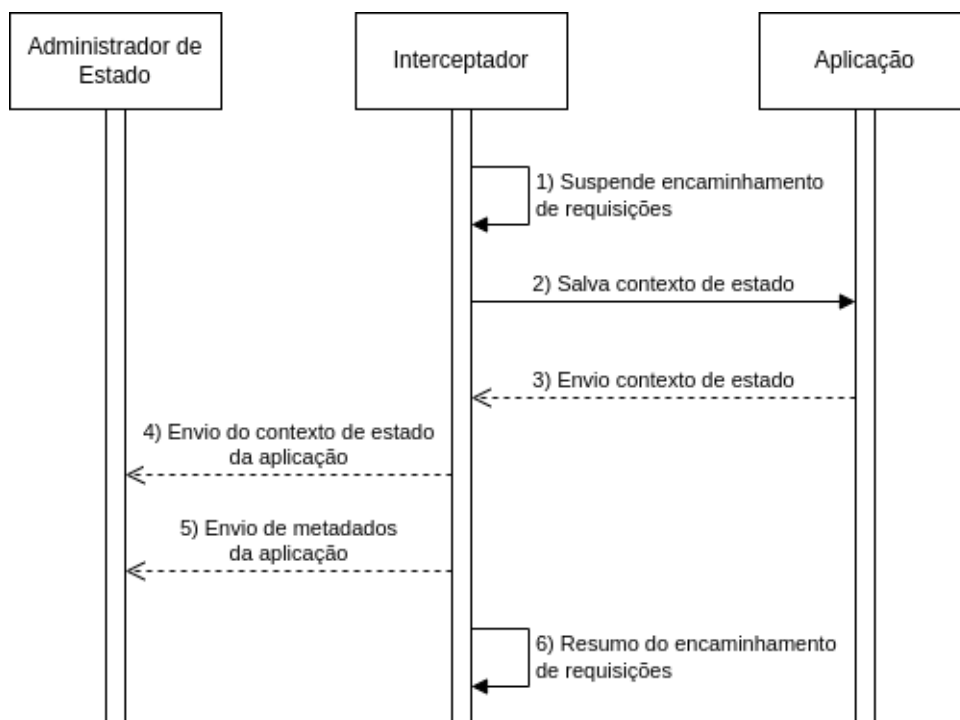 Administrador de
Estado
Interceptador
Aplicação
1) Suspende encaminhamento
de requisições
2) Salva contexto de estado
3) Envio contexto de estado
4) Envio do contexto de estado
da aplicação
5) Envio de metadados
da aplicação
6) Resumo do encaminhamento
de requisições